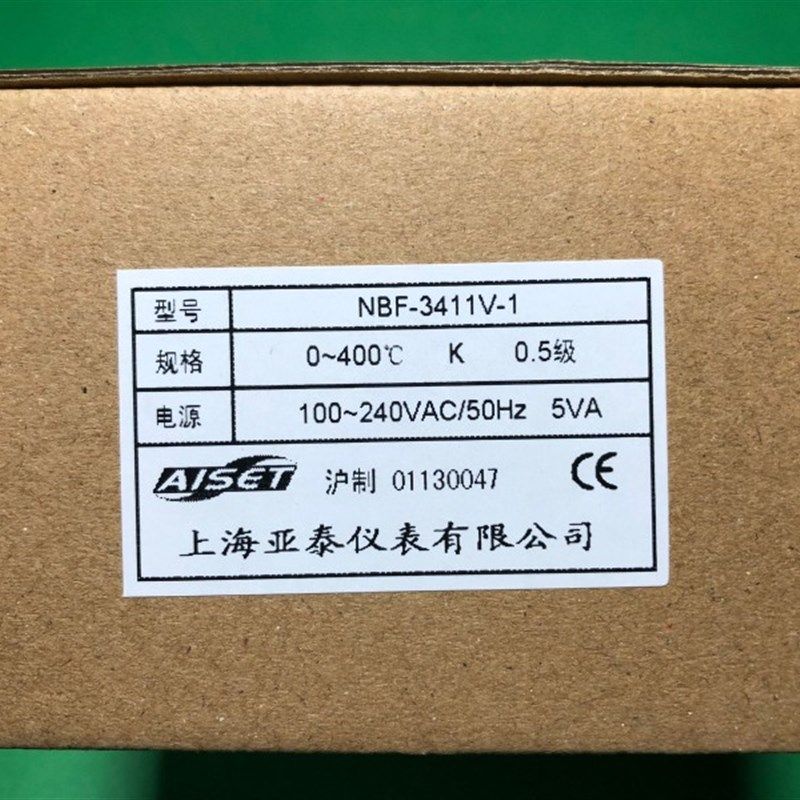 型号 NBF-3411V-1
规格 0~400℃ K 0.5级
电源 100~240VAC/50Hz 5VA
AISET 沪制 01130047 CE
上海亚泰仪表有限公司